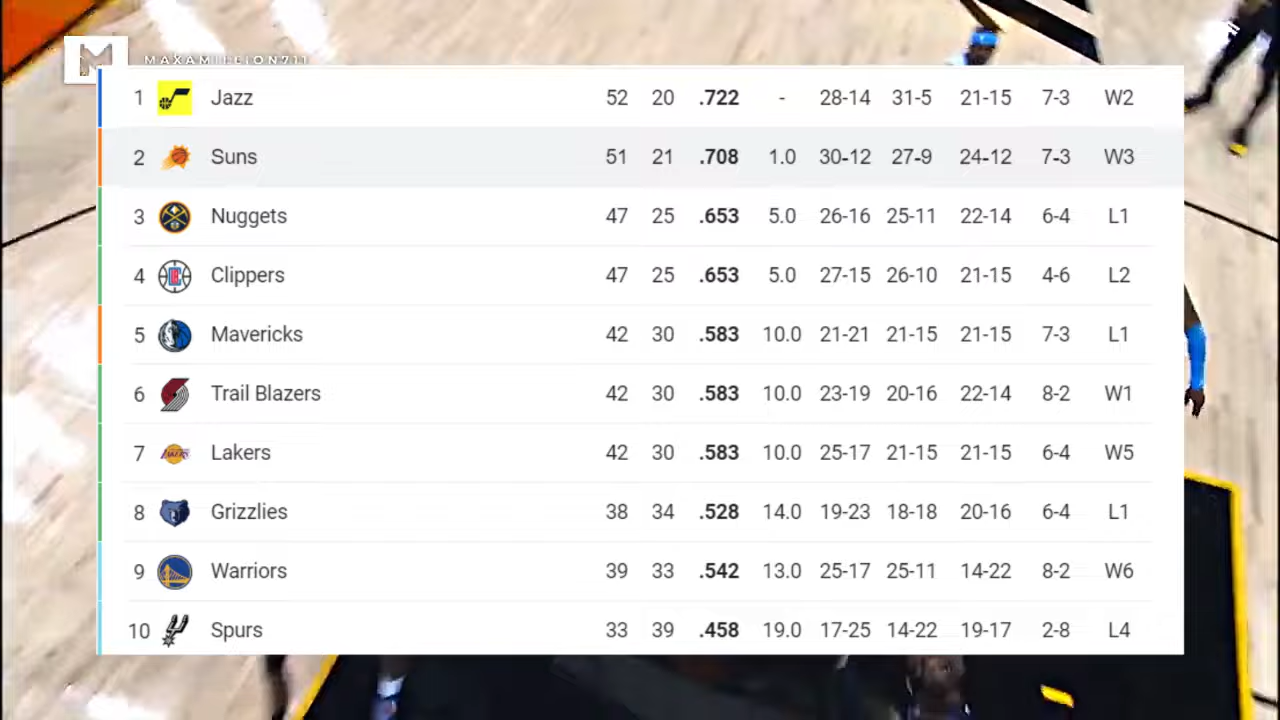 MAXAMILLION711
1 Jazz 52 20 .722 - 28-14 31-5 21-15 7-3 W2
2 Suns 51 21 .708 1.0 30-12 27-9 24-12 7-3 W3
3 Nuggets 47 25 .653 5.0 26-16 25-11 22-14 6-4 L1
4 Clippers 47 25 .653 5.0 27-15 26-10 21-15 4-6 L2
5 Mavericks 42 30 .583 10.0 21-21 21-15 21-15 7-3 L1
6 Trail Blazers 42 30 .583 10.0 23-19 20-16 22-14 8-2 W1
7 Lakers 42 30 .583 10.0 25-17 21-15 21-15 6-4 W5
8 Grizzlies 38 34 .528 14.0 19-23 18-18 20-16 6-4 L1
9 Warriors 39 33 .542 13.0 25-17 25-11 14-22 8-2 W6
10 Spurs 33 39 .458 19.0 17-25 14-22 19-17 2-8 L4